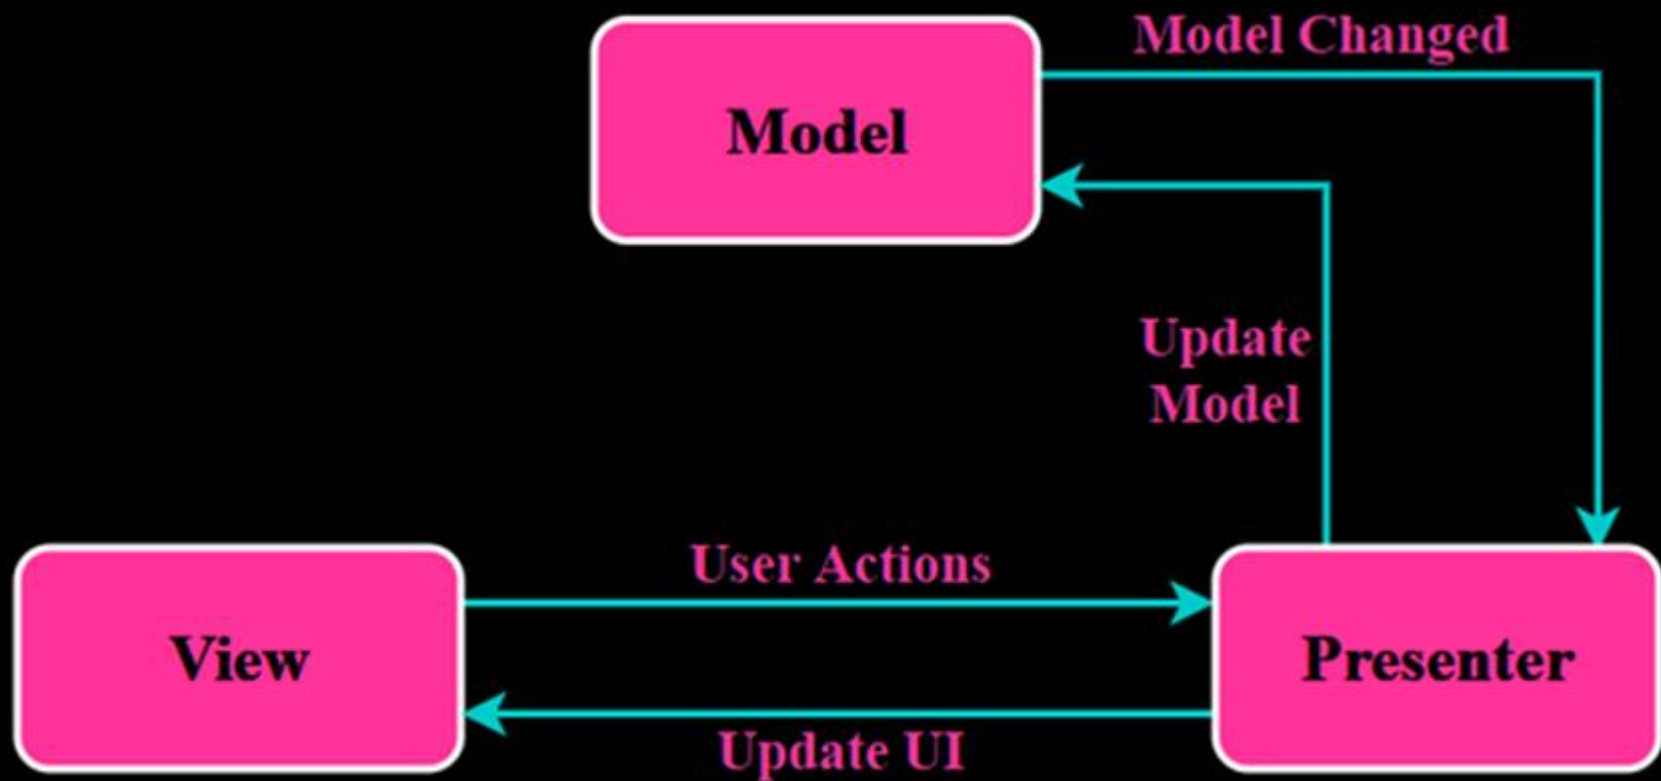 Model Changed
Model
Update
Model
User Actions
View
Presenter
Update UI